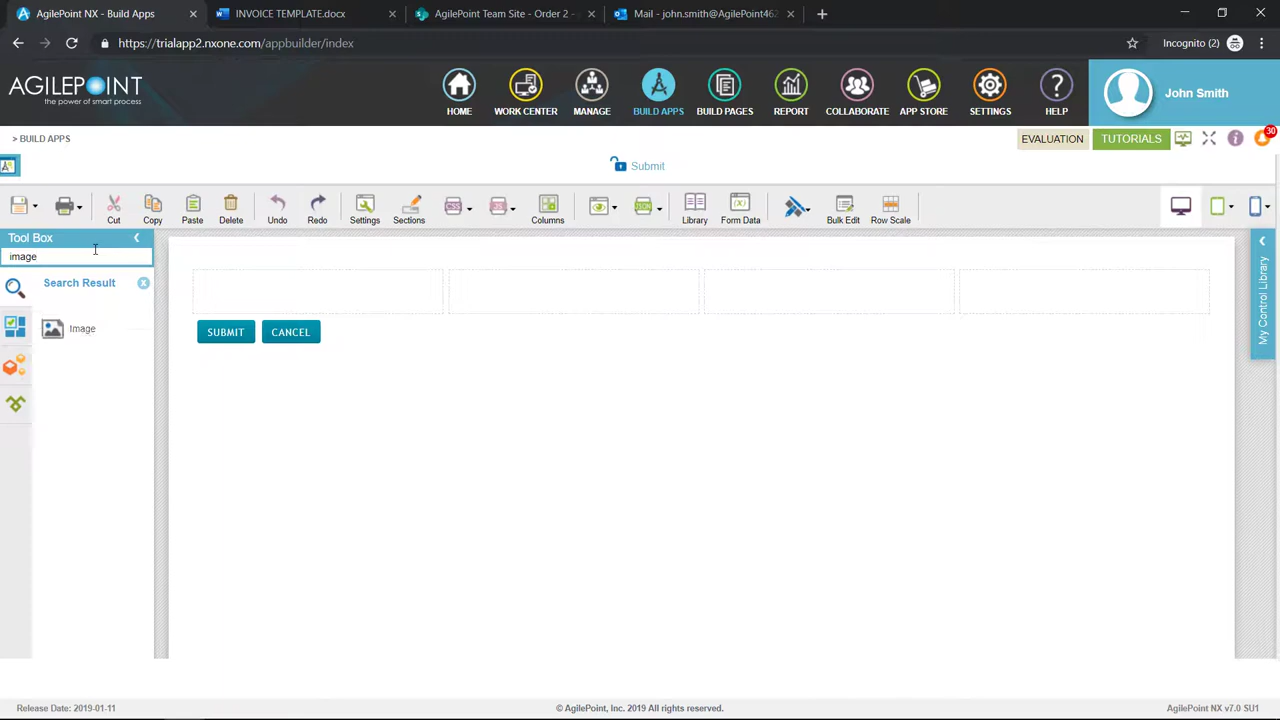 AgilePoint NX - Build Apps
INVOICE TEMPLATE.docx
AgilePoint Team Site - Order 2 -
Mail - john.smith@AgilePoint462
https://trialapp2.nxone.com/appbuilder/index
Incognito (2)
AGILEPOINT
the power of smart process
HOME
WORK CENTER
MANAGE
BUILD APPS
BUILD PAGES
REPORT
COLLABORATE
APP STORE
SETTINGS
HELP
John Smith
> BUILD APPS
EVALUATION
TUTORIALS
30
Submit
Cut
Copy
Paste
Delete
Undo
Redo
Settings
Sections
CSS
JS
Columns
JSON
Library
Form Data
Bulk Edit
Row Scale
Tool Box
image
Search Result
Image
SUBMIT
CANCEL
My Control Library
Release Date: 2019-01-11
© AgilePoint, Inc. 2019 All rights reserved.
AgilePoint NX v7.0 SU1